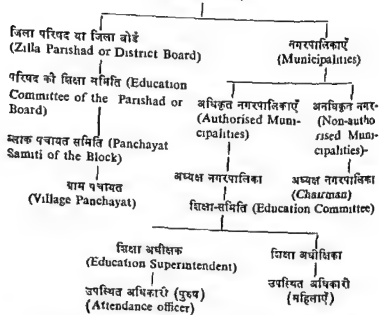 जिला परिषद या जिला बोर्ड
(Zilla Parishad or District Board)
परिषद की शिक्षा समिति (Education
Committee of the Parishad or
Board)
ब्लाक पचायत समिति (Panchayat
Samiti of the Block)
ग्राम पचायत
(Village Panchayat)
नगरपालिकाएँ
(Municipalities)
अधिकृत नगरपालिकाएँ
(Authorised Muni-
cipalities)
अनधिकृत नगर-
(Non-autho
rised Muni-
cipalities)-
अध्यक्ष नगरपालिका
अध्यक्ष नगरपालिका
(Chairman)
शिक्षा-समिति (Education Committee)
शिक्षा अधीक्षक
(Education Superintendent)
उपस्थित अधिकारी (पुरुष)
(Attendance officer)
शिक्षा अधीक्षिका
उपस्थित अधिकारी
(महिलाएँ)